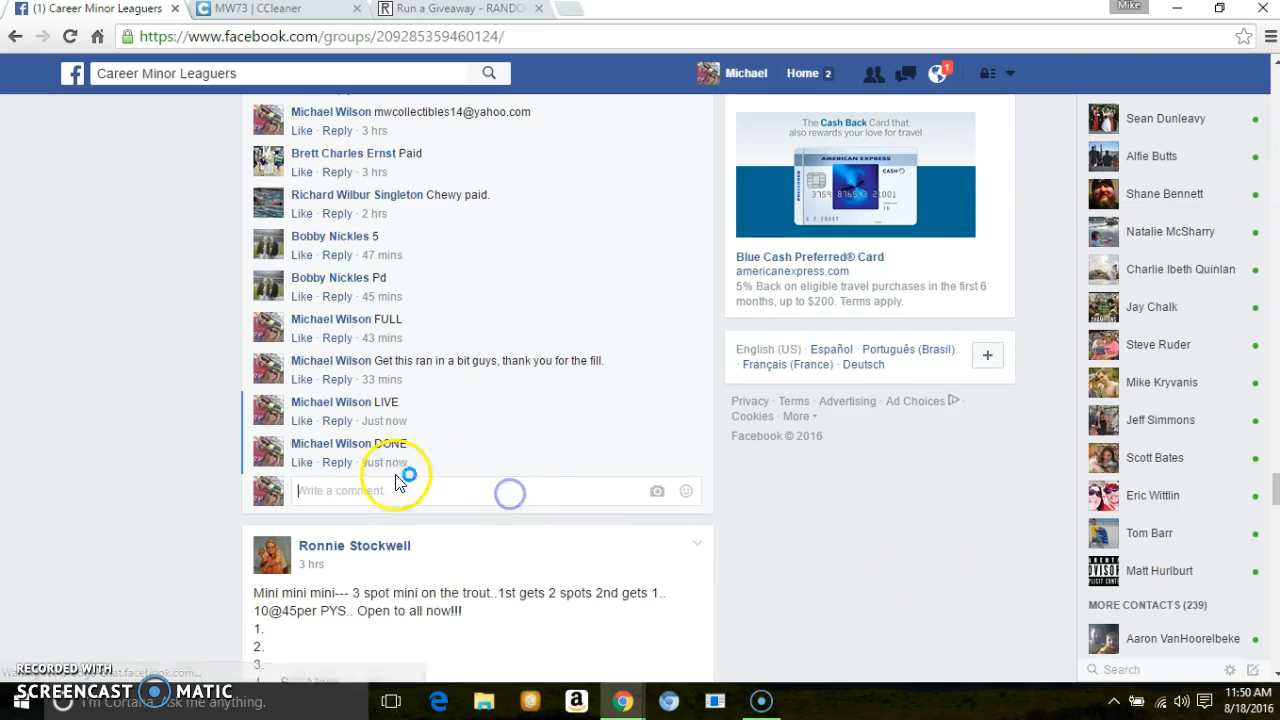 (1) Career Minor Leaguers
MW73 | CCleaner
Run a Giveaway - RANDO
Mike
https://www.facebook.com/groups/209285359460124/
Career Minor Leaguers
Michael
Home 2
1
Michael Wilson mwcollectibles14@yahoo.com
Like · Reply · 3 hrs
Brett Charles Ernst Paid
Like · Reply · 3 hrs
Richard Wilbur Singleton Chewy paid.
Like · Reply · 2 hrs
Bobby Nickles 5
Like · Reply · 47 mins
Bobby Nickles Pd
Like · Reply · 45 mins
Michael Wilson FULL
Like · Reply · 43 mins
Michael Wilson Get this ran in a bit guys, thank you for the fill.
Like · Reply · 33 mins
Michael Wilson LIVE
Like · Reply · Just now
Michael Wilson DONE
Like · Reply · Just now
Write a comment
Ronnie Stockwell
3 hrs
Mini mini mini--- 3 spot mini on the trout..1st gets 2 spots 2nd gets 1..
10@45per PYS.. Open to all now!!!
1.
2.
3.
The Cash Back Card that
also rewards your love for travel
AMERICAN EXPRESS
CASH
PREFERRED
C F FROST
Blue Cash Preferred® Card
americanexpress.com
5% Back on eligible travel purchases in the first 6
months, up to $200. Terms apply.
English (US) · Español · Português (Brasil)
· Français (France) · Deutsch
Privacy · Terms · Advertising · Ad Choices ·
Cookies · More
Facebook © 2016
Sean Dunleavy
Alfie Butts
Shane Bennett
Natalie McSharry
Charlie Ibeth Quinlan
Jay Chalk
Steve Ruder
Mike Kryvanis
Jeff Simmons
Scott Bates
Eric Wittlin
Tom Barr
Matt Hurlburt
MORE CONTACTS (239)
Aaron VanHoorelbeke
Search
RECORDED WITH
SCREENCAST MATIC
I'm Cortana. Ask me anything.
11:50 AM
8/18/2016